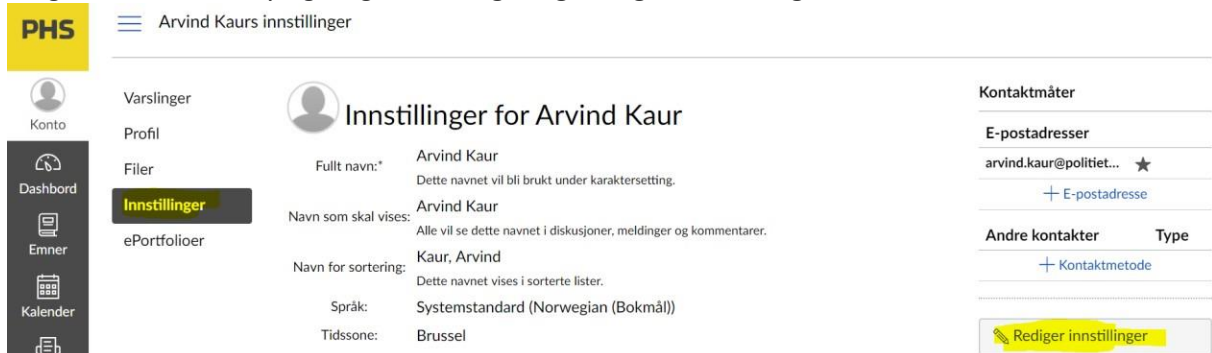 PHS
Arvind Kaurs innstillinger
Konto
Dashbord
Emner
Kalender
Varslinger
Profil
Filer
Innstillinger
ePortfolioer
Innstillinger for Arvind Kaur
Fullt navn:* Arvind Kaur
Dette navnet vil bli brukt under karaktersetting.
Navn som skal vises: Arvind Kaur
Alle vil se dette navnet i diskusjoner, meldinger og kommentarer.
Navn for sortering: Kaur, Arvind
Dette navnet vises i sorterte lister.
Språk: Systemstandard (Norwegian (Bokmål))
Tidssone: Brussel
Kontaktmåter
E-postadresser
arvind.kaur@politiet...
+ E-postadresse
Andre kontakter Type
+ Kontaktmetode
Rediger innstillinger